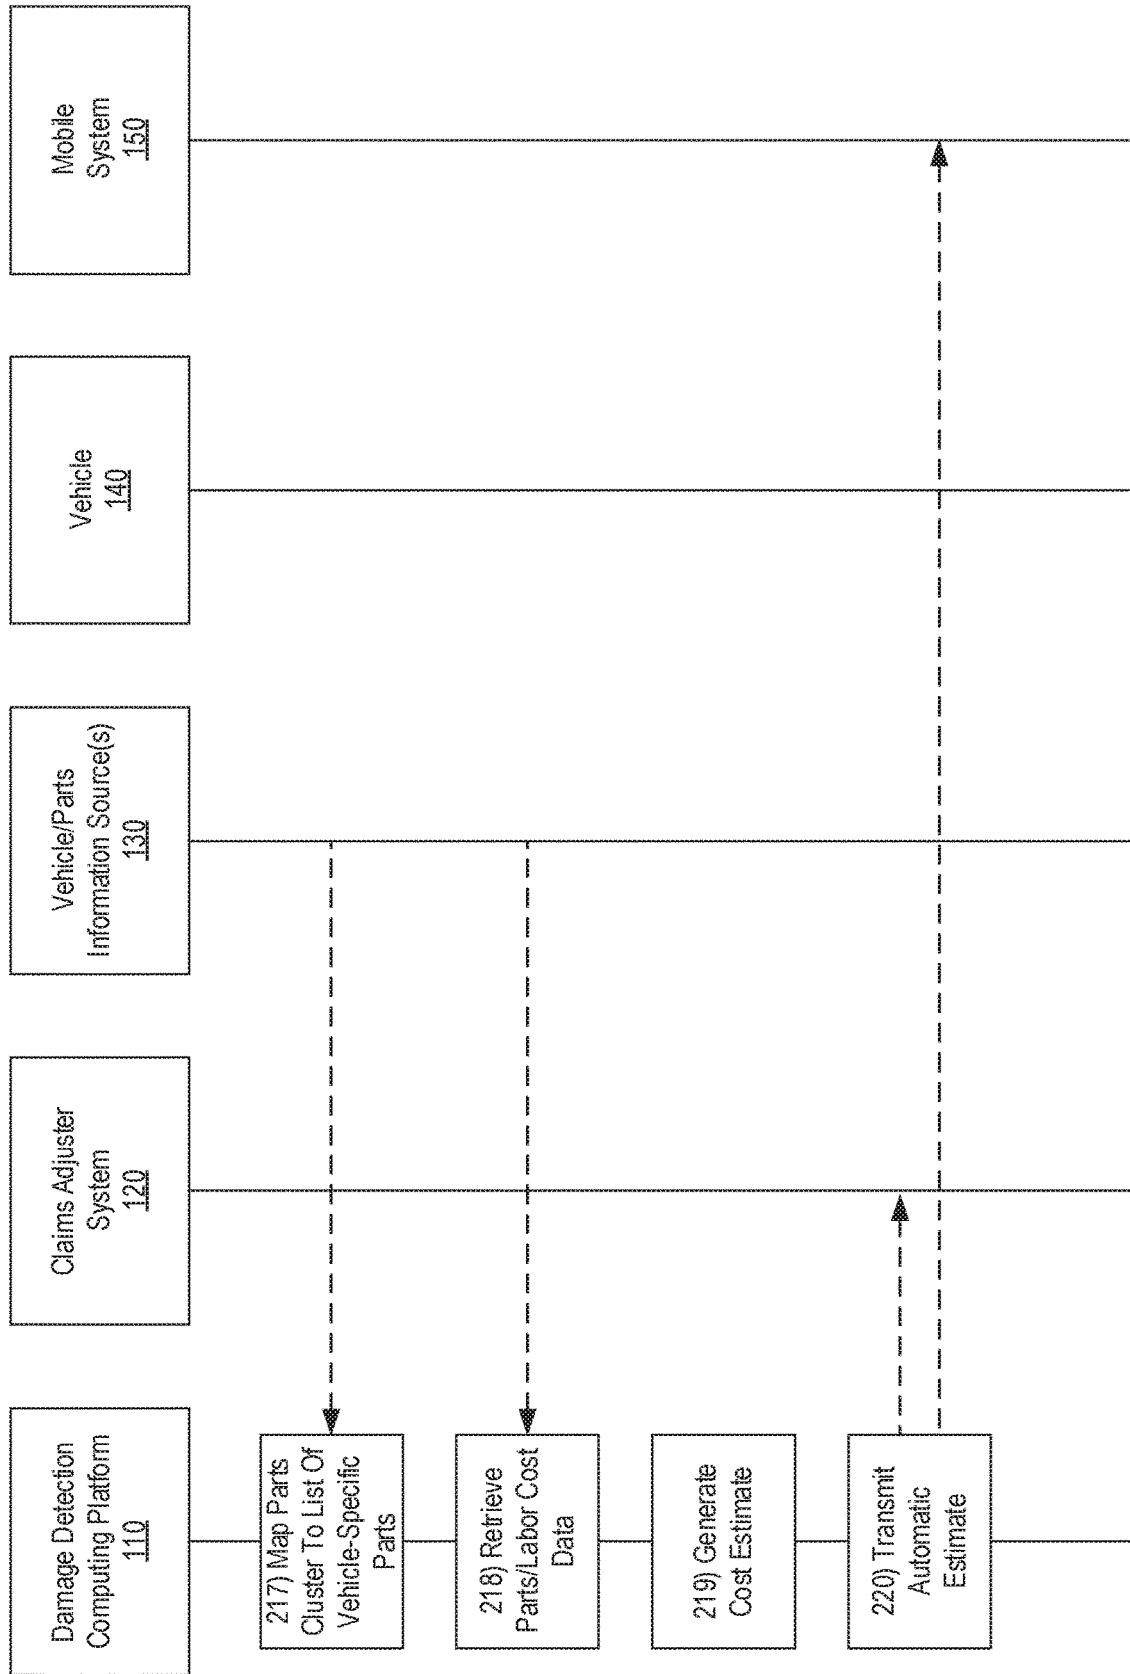 Damage Detection
Computing Platform
110
Claims Adjuster
System
120
Vehicle/Parts
Information Source(s)
130
Vehicle
140
Mobile
System
150
217) Map Parts
Cluster To List Of
Vehicle-Specific
Parts
218) Retrieve
Parts/Labor Cost
Data
219) Generate
Cost Estimate
220) Transmit
Automatic
Estimate